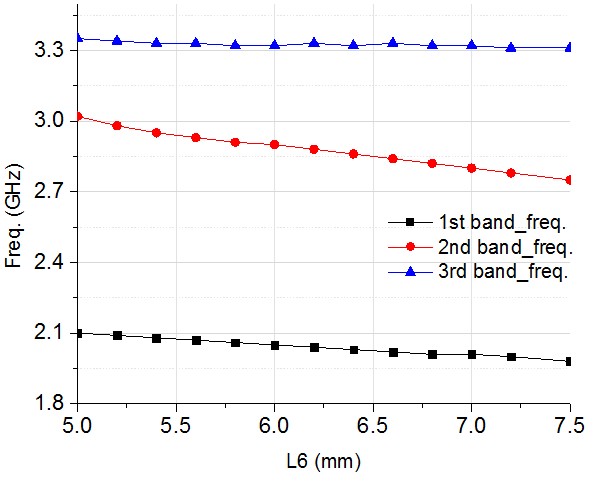 3.3
3.0
2.7
2.4
2.1
1.8
Freq. (GHz)
1st band_freq.
2nd band_freq.
3rd band_freq.
5.0 5.5 6.0 6.5 7.0 7.5
L6 (mm)